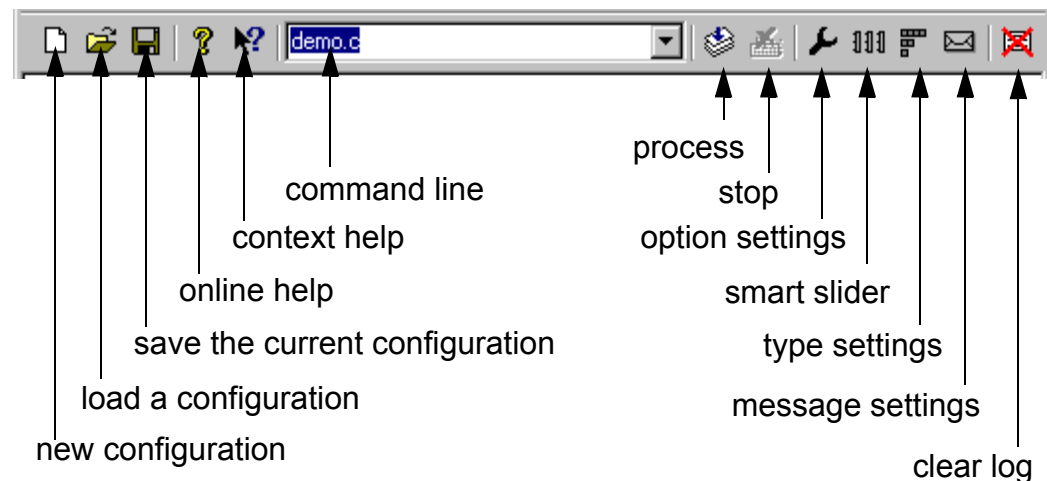 demo.c
process
command line
stop
context help
option settings
online help
smart slider
save the current configuration
type settings
load a configuration
message settings
new configuration
clear log